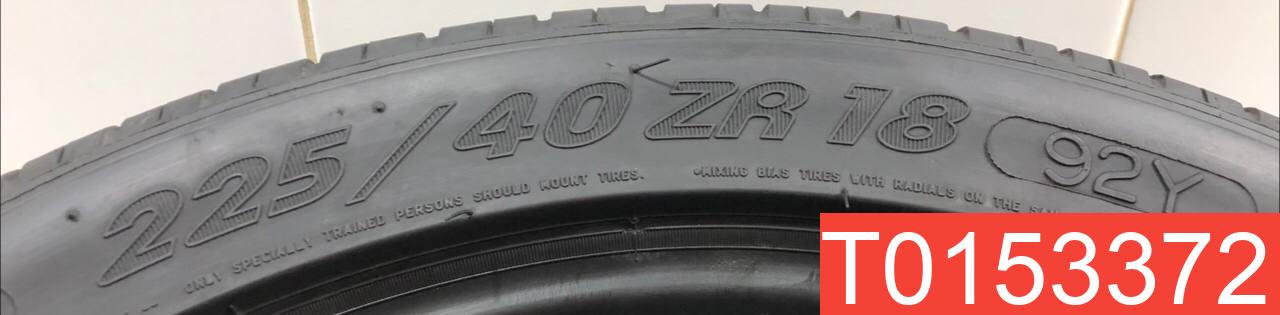 225/40 ZR 18 92Y
ONLY SPECIALLY TRAINED PERSONS SHOULD MOUNT TIRES. •MIXING BIAS TIRES WITH RADIALS ON THE
T0153372